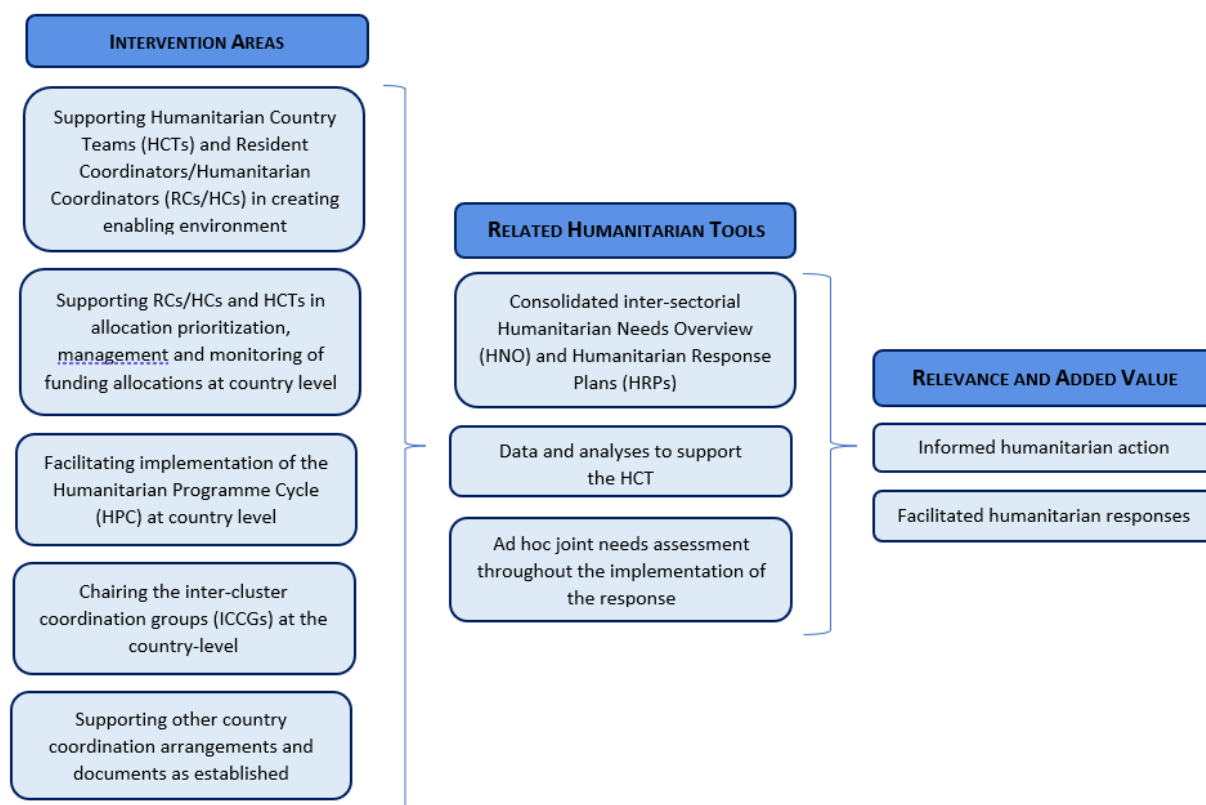 INTERVENTION AREAS
Supporting Humanitarian Country
Teams (HCTs) and Resident
Coordinators/Humanitarian
Coordinators (RCs/HCs) in creating
enabling environment
Supporting RCs/HCs and HCTs in
allocation prioritization,
management and monitoring of
funding allocations at country level
Facilitating implementation of the
Humanitarian Programme Cycle
(HPC) at country level
Chairing the inter-cluster
coordination groups (ICCGs) at the
country-level
Supporting other country
coordination arrangements and
documents as established
RELATED HUMANITARIAN TOOLS
Consolidated inter-sectorial
Humanitarian Needs Overview
(HNO) and Humanitarian Response
Plans (HRPs)
Data and analyses to support
the HCT
Ad hoc joint needs assessment
throughout the implementation of
the response
RELEVANCE AND ADDED VALUE
Informed humanitarian action
Facilitated humanitarian responses